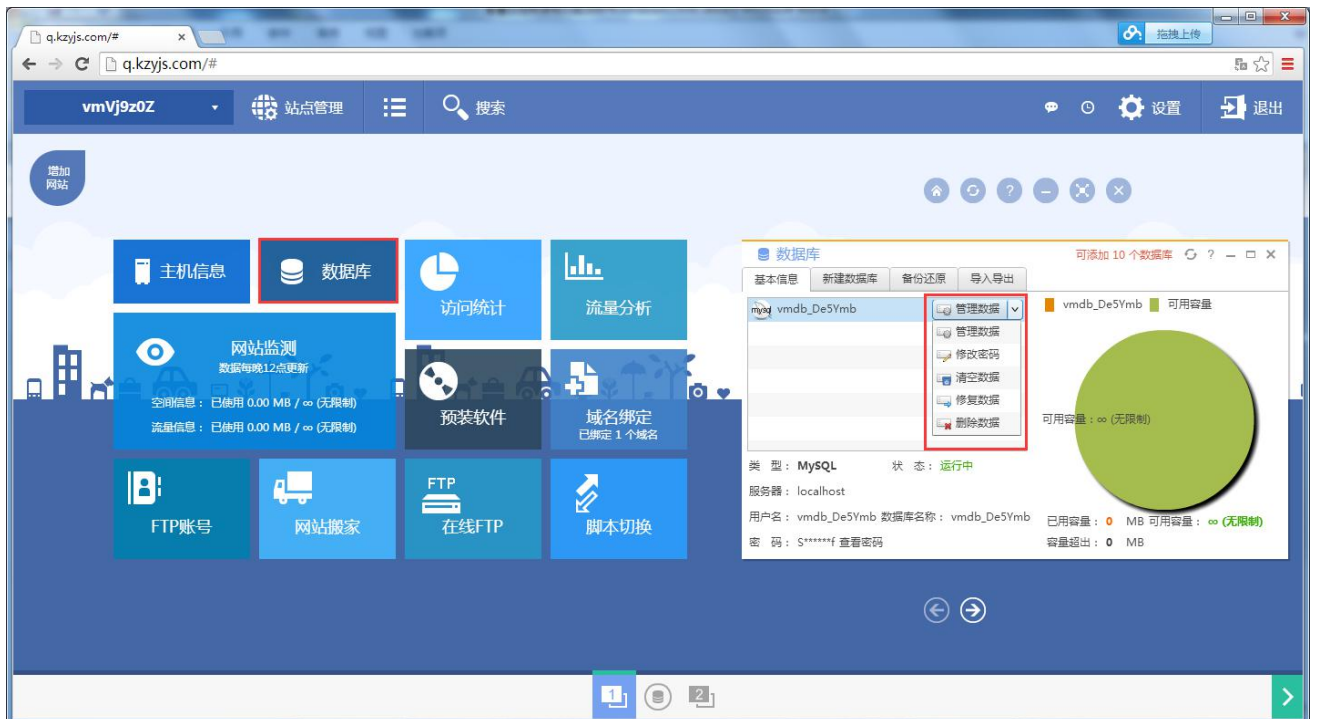 q.kzyjs.com/#
拖拽上传
q.kzyjs.com/#
vmVj9z0Z
站点管理
搜索
设置
退出
增加
网站
主机信息
数据库
访问统计
流量分析
网站监测
数据每晚12点更新
空间信息： 已使用 0.00 MB / ∞ (无限制)
流量信息： 已使用 0.00 MB / ∞ (无限制)
预装软件
域名绑定
已绑定 1 个域名
FTP账号
网站搬家
FTP
在线FTP
脚本切换
数据库
可添加 10 个数据库
基本信息
新建数据库
备份还原
导入导出
vmdb_De5Ymb
管理数据
管理数据
修改密码
清空数据
修复数据
删除数据
vmdb_De5Ymb
可用容量
可用容量：∞ (无限制)
类 型： MySQL 状 态： 运行中
服务器： localhost
用户名： vmdb_De5Ymb 数据库名称： vmdb_De5Ymb
密 码： S******f 查看密码
已用容量： 0 MB 可用容量： ∞ (无限制)
容量超出： 0 MB
1
2